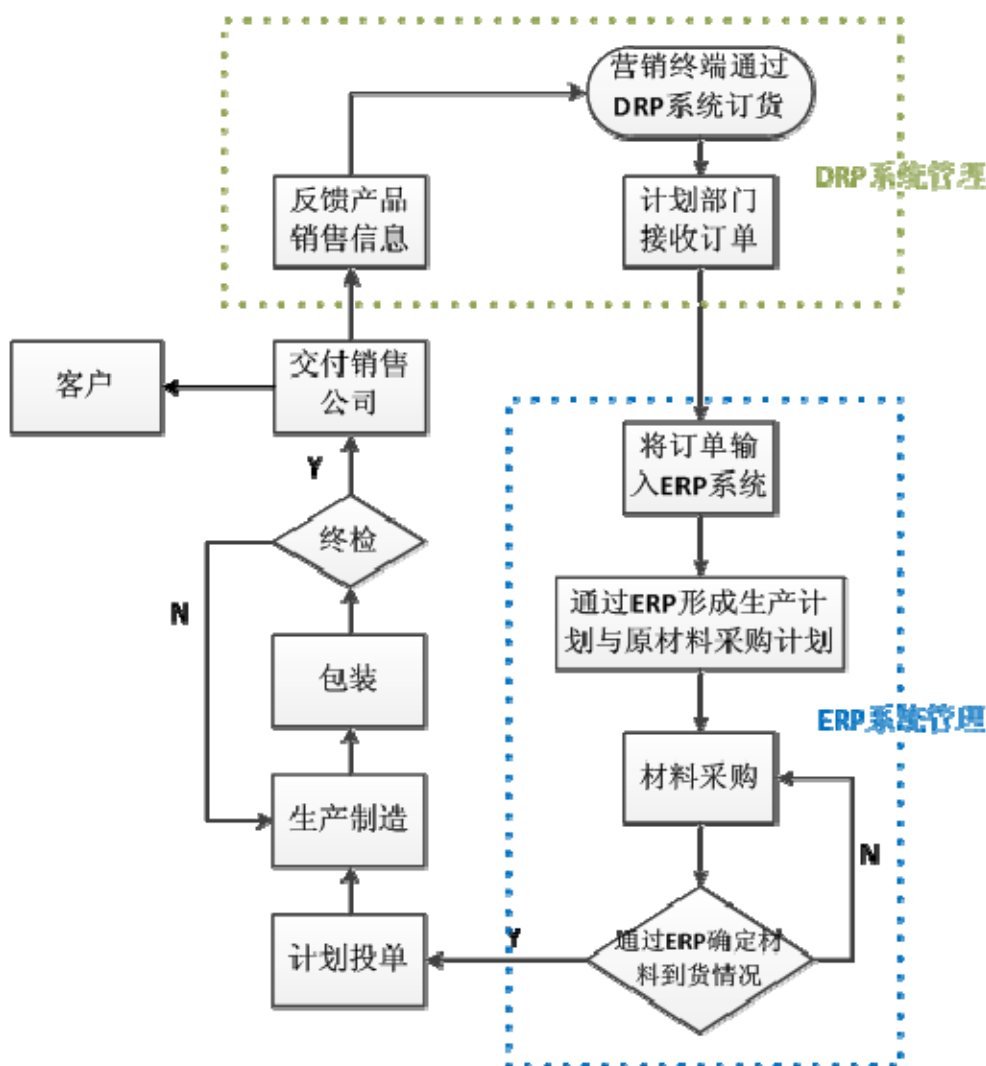 营销终端通过
DRP系统订货
DRP系统管理
反馈产品
销售信息
计划部门
接收订单
客户
交付销售
公司
将订单输
入ERP系统
Y
终检
N
通过ERP形成生产计
划与原材料采购计划
包装
ERP系统管理
材料采购
生产制造
N
计划投单
Y
通过ERP确定材
料到货情况